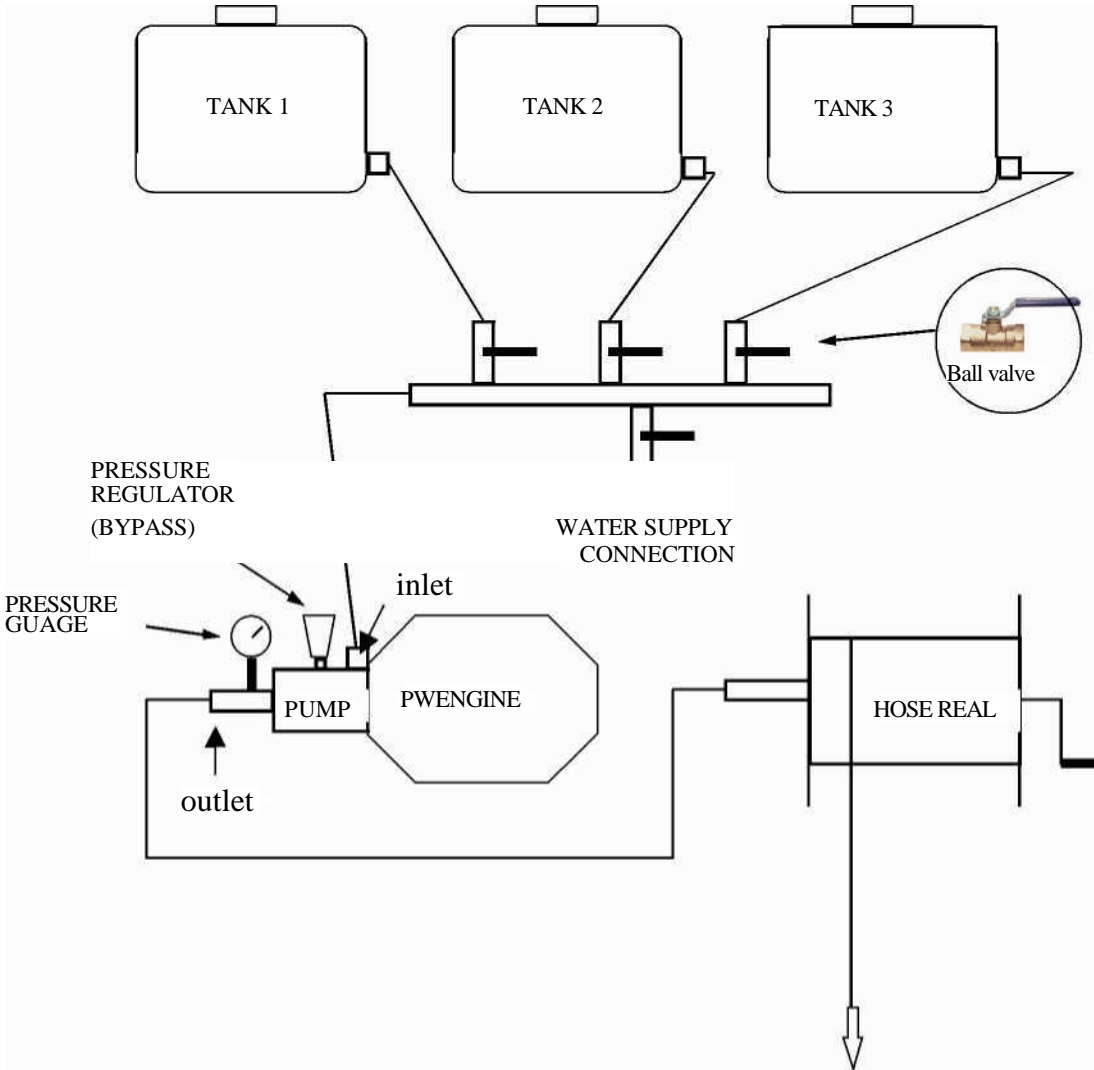 TANK 1
TANK 2
TANK 3
Ball valve
PRESSURE
REGULATOR
(BYPASS)
WATER SUPPLY
CONNECTION
inlet
PRESSURE
GUAGE
PUMP
PWENGINE
HOSE REAL
outlet